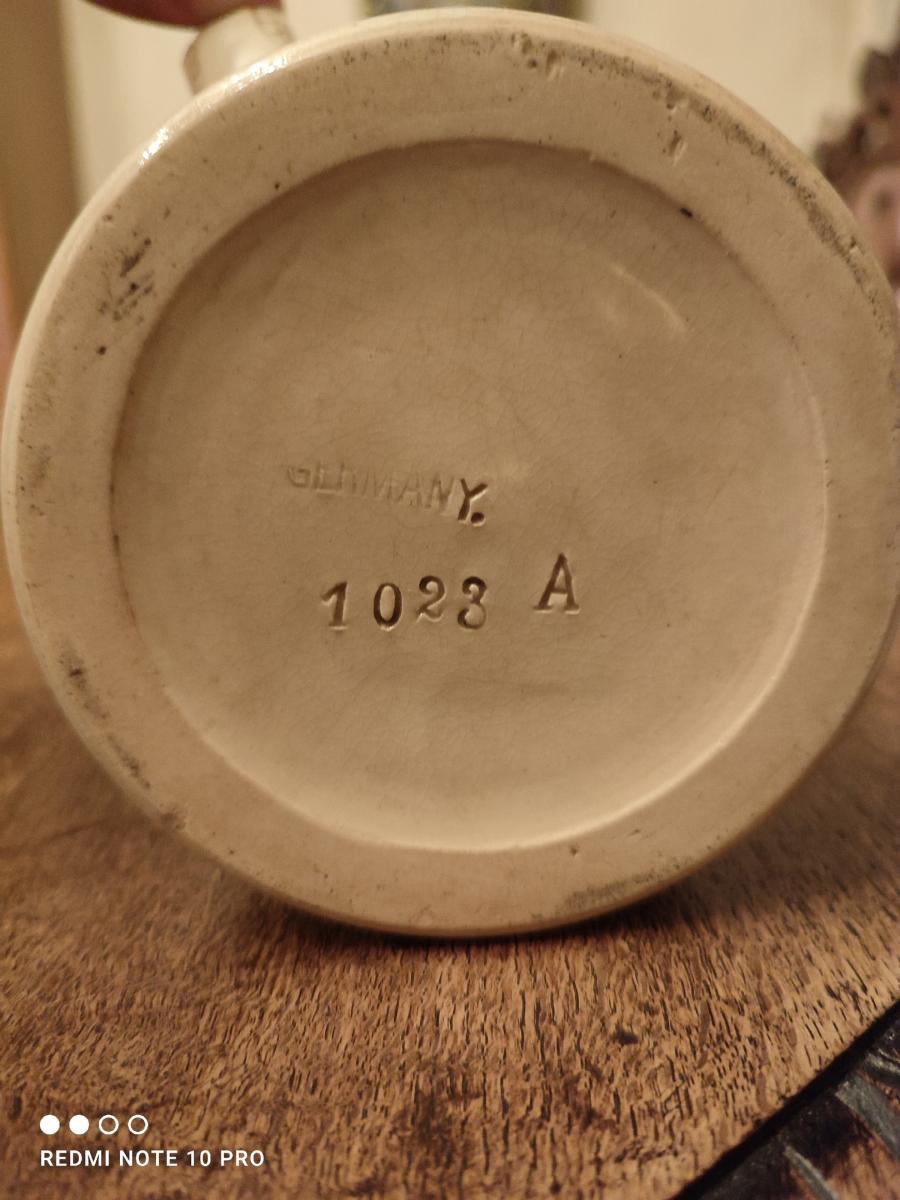 GERMANY.
1023 A
REDMI NOTE 10 PRO